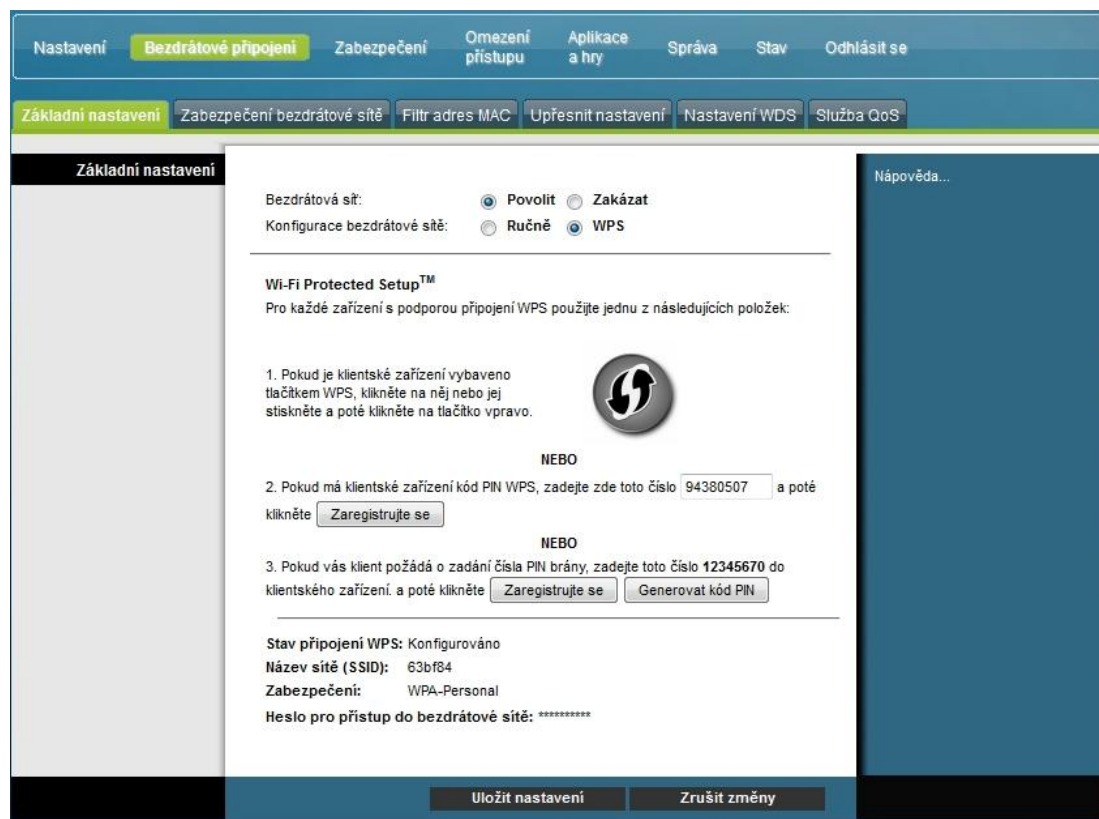 Nastavení Bezdrátové připojení Zabezpečení Omezení přístupu Aplikace a hry Správa Stav Odhlásit se
Základní nastavení Zabezpečení bezdrátové sítě Filtr adres MAC Upřesnit nastavení Nastavení WDS Služba QoS
Základní nastavení
Nápověda...
Bezdrátová síť: Povolit Zakázat
Konfigurace bezdrátové sítě: Ručně WPS
Wi-Fi Protected Setup™
Pro každé zařízení s podporou připojení WPS použijte jednu z následujících položek:
1. Pokud je klientské zařízení vybaveno
tlačítkem WPS, klikněte na něj nebo jej
stiskněte a poté klikněte na tlačítko vpravo.
NEBO
2. Pokud má klientské zařízení kód PIN WPS, zadejte zde toto číslo 94380507 a poté
klikněte Zaregistrujte se
NEBO
3. Pokud vás klient požádá o zadání čísla PIN brány, zadejte toto číslo 12345670 do
klientského zařízení. a poté klikněte Zaregistrujte se Generovat kód PIN
Stav připojení WPS: Konfigurováno
Název sítě (SSID): 63bf84
Zabezpečení: WPA-Personal
Heslo pro přístup do bezdrátové sítě: **********
Uložit nastavení Zrušit změny